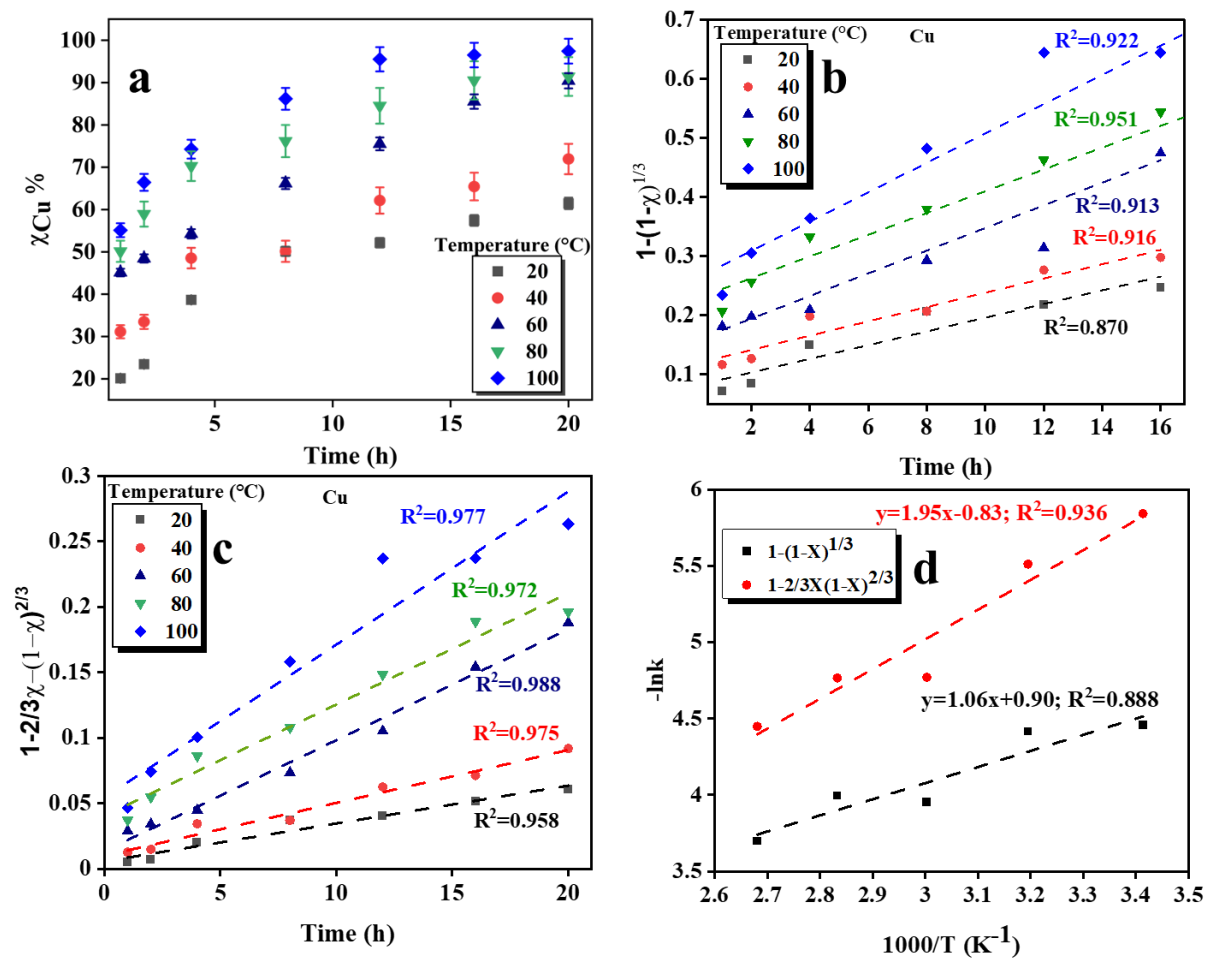 a
χCu%
100
90
80
70
60
50
40
30
20
5
10
15
20
Time (h)
Temperature (°C)
20
40
60
80
100
b
Cu
1-(1-χ)^1/3
0.7
0.6
0.5
0.4
0.3
0.2
0.1
2
4
6
8
10
12
14
16
Time (h)
Temperature (°C)
20
40
60
80
100
R²=0.922
R²=0.951
R²=0.913
R²=0.916
R²=0.870
c
Cu
1-2/3χ–(1–χ)^2/3
0.3
0.25
0.2
0.15
0.1
0.05
0
0
5
10
15
20
Time (h)
Temperature (°C)
20
40
60
80
100
R²=0.977
R²=0.972
R²=0.988
R²=0.975
R²=0.958
d
-lnk
6
5.5
5
4.5
4
3.5
2.6
2.7
2.8
2.9
3
3.1
3.2
3.3
3.4
3.5
1000/T (K⁻¹)
y=1.95x-0.83; R²=0.936
1-(1-X)^1/3
1-2/3X(1-X)^2/3
y=1.06x+0.90; R²=0.888